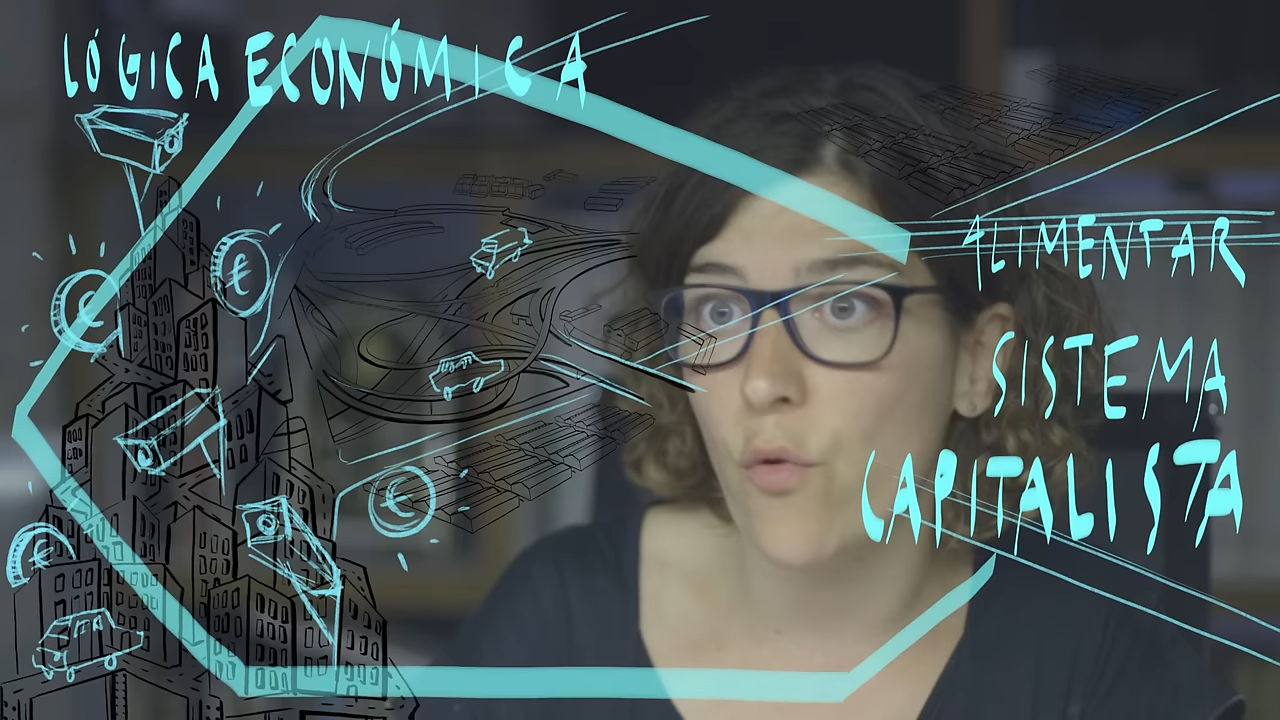 LÓGICA ECONÓMICA
ALIMENTAR
SISTEMA
CAPITALISTA
€
€
€
€